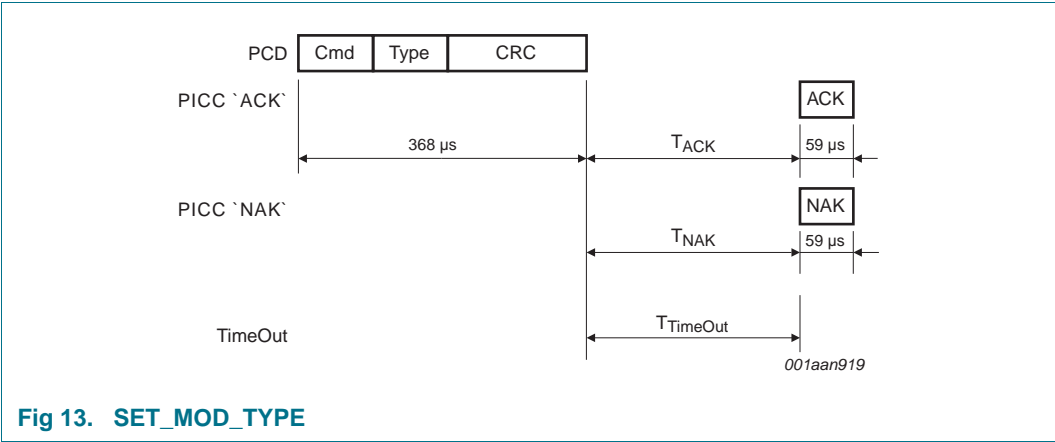 PCD Cmd Type CRC
PICC `ACK` ACK
368 µs TACK 59 µs
PICC `NAK` NAK
TNAK 59 µs
TimeOut TTimeOut
001aan919
Fig 13. SET_MOD_TYPE